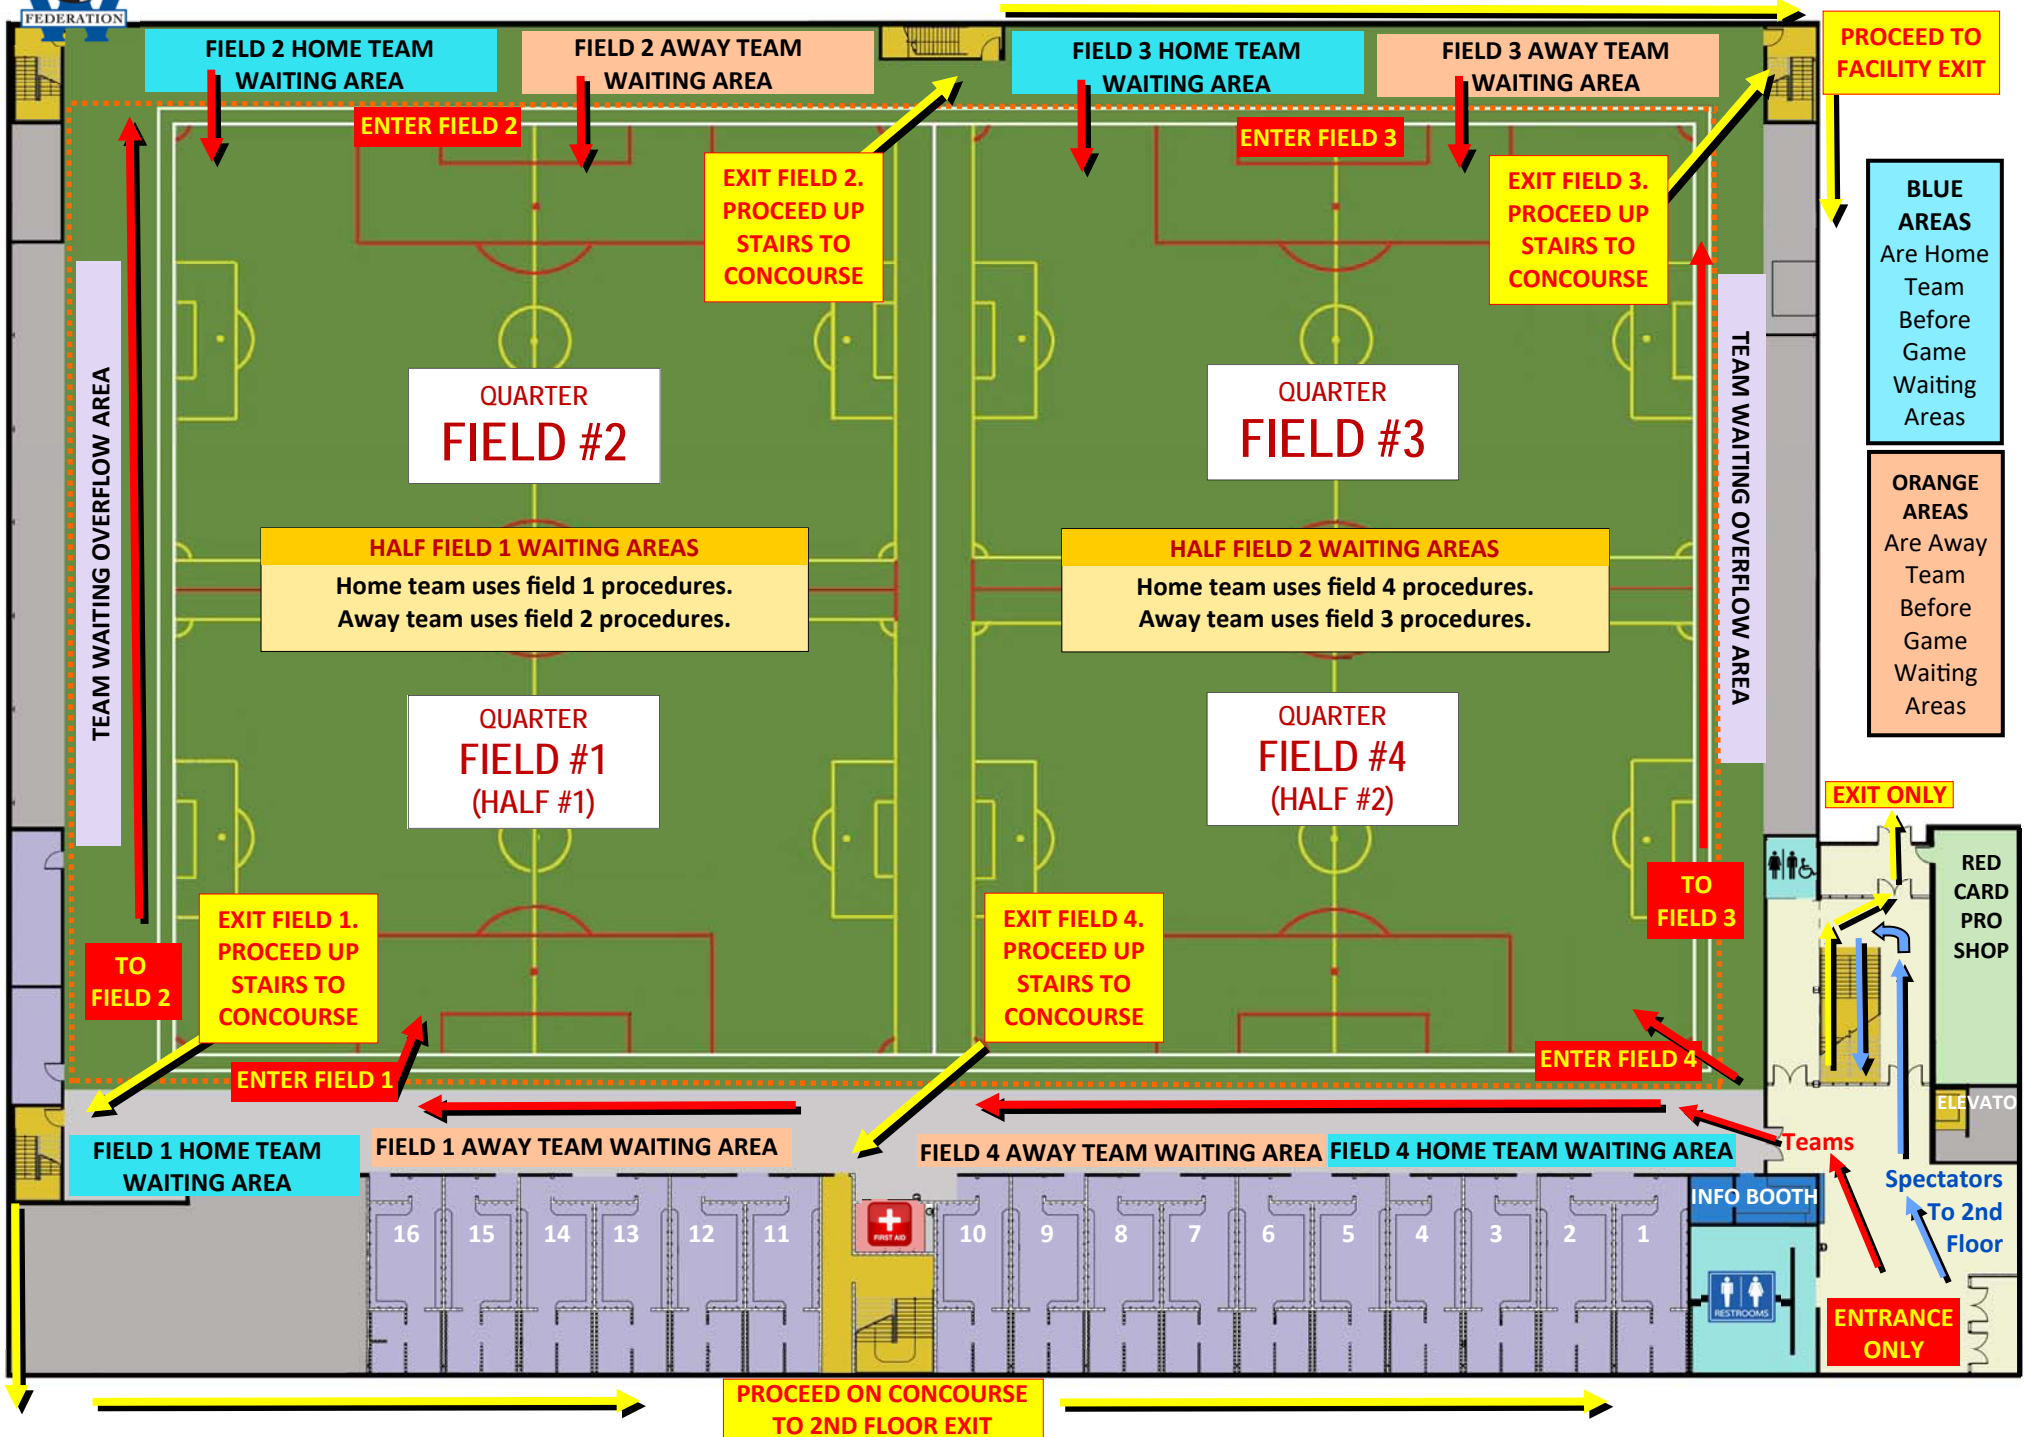 FEDERATION
FIELD 2 HOME TEAM
WAITING AREA
FIELD 2 AWAY TEAM
WAITING AREA
FIELD 3 HOME TEAM
WAITING AREA
FIELD 3 AWAY TEAM
WAITING AREA
PROCEED TO
FACILITY EXIT
ENTER FIELD 2
ENTER FIELD 3
EXIT FIELD 2.
PROCEED UP
STAIRS TO
CONCOURSE
EXIT FIELD 3.
PROCEED UP
STAIRS TO
CONCOURSE
BLUE
AREAS
Are Home
Team
Before
Game
Waiting
Areas
ORANGE
AREAS
Are Away
Team
Before
Game
Waiting
Areas
TEAM WAITING OVERFLOW AREA
QUARTER
FIELD #2
QUARTER
FIELD #3
TEAM WAITING OVERFLOW AREA
HALF FIELD 1 WAITING AREAS
Home team uses field 1 procedures.
Away team uses field 2 procedures.
HALF FIELD 2 WAITING AREAS
Home team uses field 4 procedures.
Away team uses field 3 procedures.
QUARTER
FIELD #1
(HALF #1)
QUARTER
FIELD #4
(HALF #2)
EXIT ONLY
RED
CARD
PRO
SHOP
TO
FIELD 2
EXIT FIELD 1.
PROCEED UP
STAIRS TO
CONCOURSE
EXIT FIELD 4.
PROCEED UP
STAIRS TO
CONCOURSE
TO
FIELD 3
ENTER FIELD 1
ENTER FIELD 4
ELEVATO
FIELD 1 HOME TEAM
WAITING AREA
FIELD 1 AWAY TEAM WAITING AREA
FIELD 4 AWAY TEAM WAITING AREA
FIELD 4 HOME TEAM WAITING AREA
Teams
Spectators
To 2nd
Floor
INFO BOOTH
16 15 14 13 12 11
FIRST AID
10 9 8 7 6 5 4 3 2 1
RESTROOMS
ENTRANCE
ONLY
PROCEED ON CONCOURSE
TO 2ND FLOOR EXIT